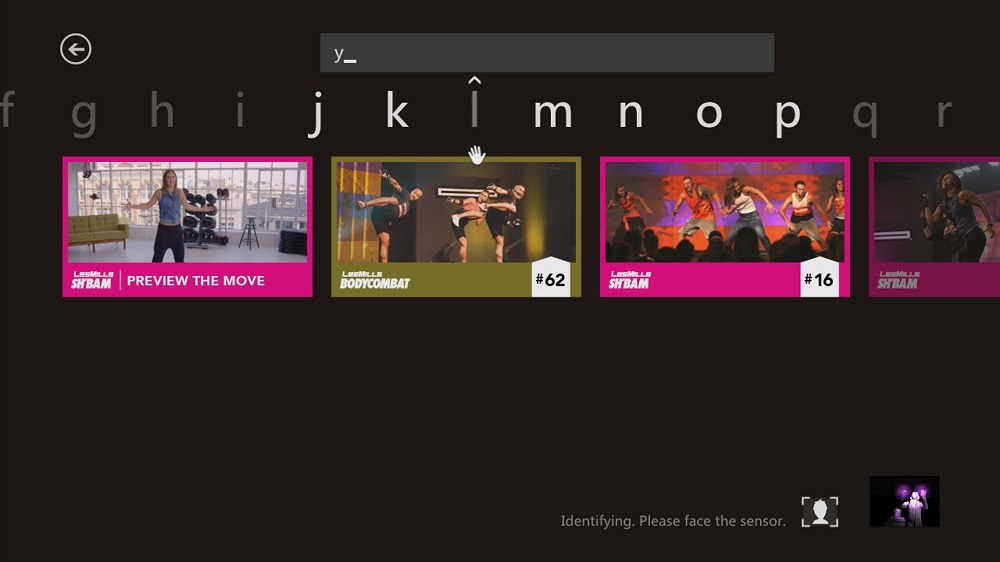 y_
f g h i j k l m n o p q r
LesMILLS SH'BAM PREVIEW THE MOVE
LesMILLS BODYCOMBAT #62
LesMILLS SH'BAM #16
LesMILLS SH'BAM
Identifying. Please face the sensor.